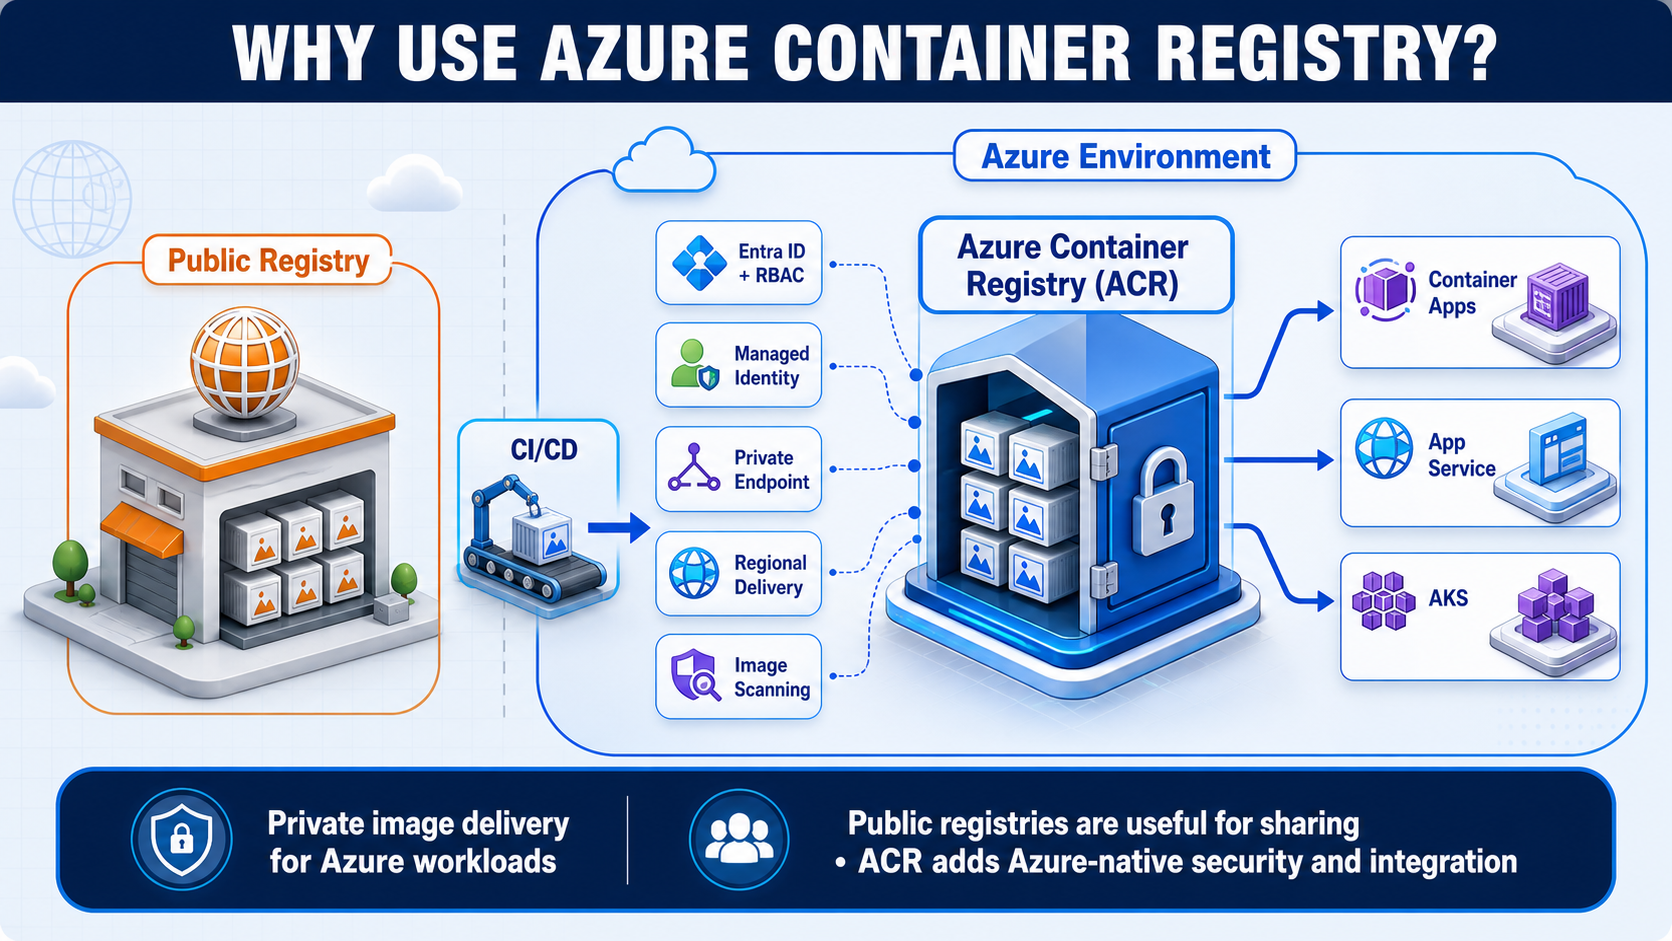 WHY USE AZURE CONTAINER REGISTRY?
Azure Environment
Public Registry
CI/CD
Entra ID
+ RBAC
Managed
Identity
Private
Endpoint
Regional
Delivery
Image
Scanning
Azure Container
Registry (ACR)
Container
Apps
App
Service
AKS
Private image delivery
for Azure workloads
Public registries are useful for sharing
• ACR adds Azure-native security and integration